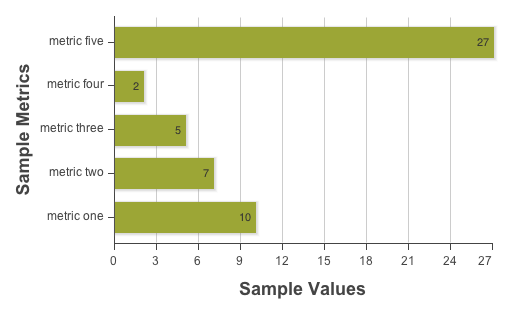 Sample Metrics
metric five
27
metric four
2
metric three
5
metric two
7
metric one
10
0 3 6 9 12 15 18 21 24 27
Sample Values